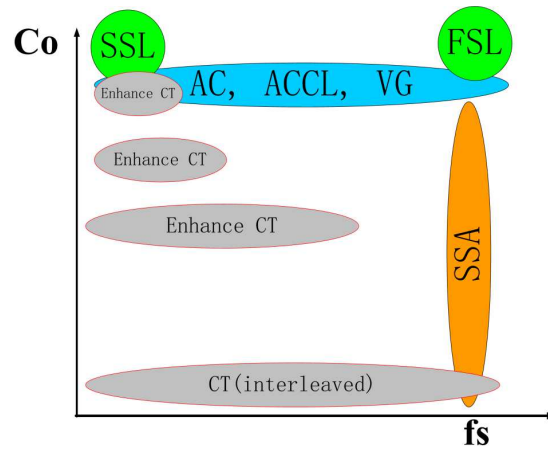 Co
SSL
FSL
AC, ACCL, VG
Enhance CT
Enhance CT
Enhance CT
SSA
CT(interleaved)
fs